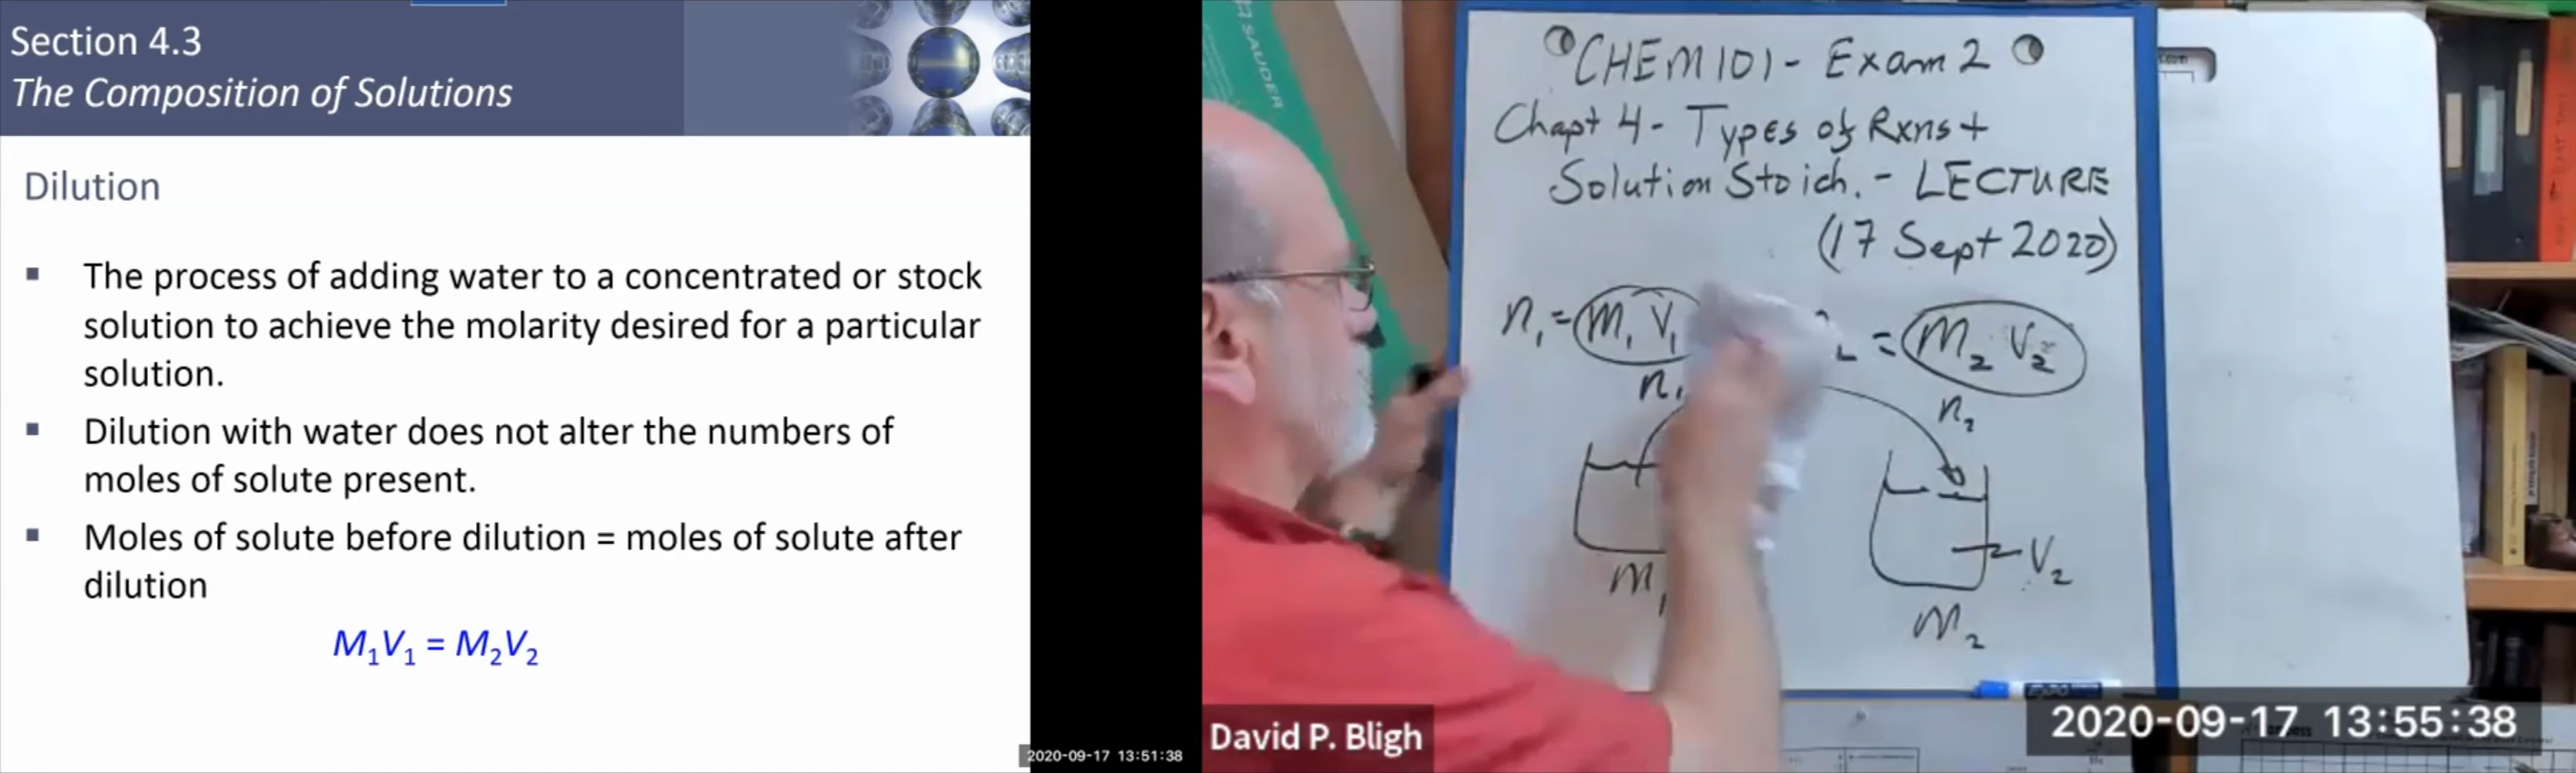 Section 4.3
The Composition of Solutions
Dilution
▪ The process of adding water to a concentrated or stock
solution to achieve the molarity desired for a particular
solution.
▪ Dilution with water does not alter the numbers of
moles of solute present.
▪ Moles of solute before dilution = moles of solute after
dilution
M₁V₁ = M₂V₂
2020-09-17 13:51:38
SAUDER
CHEM 101 - Exam 2
Chapt 4 - Types of Rxns +
Solution Stoich. - LECTURE
(17 Sept 2020)
n₁ = M₁ V₁
= M₂ V₂
n₁
n₂
V₂
M₁
M₂
EXPO
David P. Bligh
2020-09-17 13:55:38